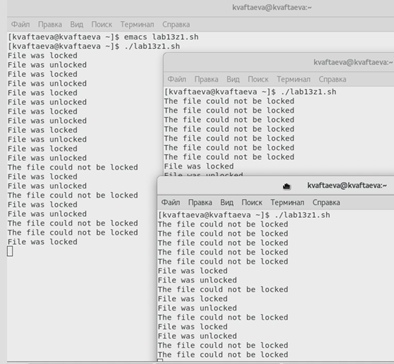 kvaftaeva@kvaftaeva:~
Файл Правка Вид Поиск Терминал Справка
[kvaftaeva@kvaftaeva ~]$ emacs lab13z1.sh
[kvaftaeva@kvaftaeva ~]$ ./lab13z1.sh
File was locked
File was unlocked
File was locked
File was unlocked
File was locked
File was unlocked
File was locked
File was unlocked
File was locked
File was unlocked
File was locked
File was unlocked
The file could not be locked
File was locked
File was unlocked
The file could not be locked
File was locked
File was unlocked
The file could not be locked
The file could not be locked
File was locked
kvaftaeva@kvaftaeva:~
Файл Правка Вид Поиск Терминал Справка
[kvaftaeva@kvaftaeva ~]$ ./lab13z1.sh
The file could not be locked
The file could not be locked
The file could not be locked
The file could not be locked
The file could not be locked
The file could not be locked
The file could not be locked
File was locked
File was unlocked
kvaftaeva@kvaftaeva:~
Файл Правка Вид Поиск Терминал Справка
[kvaftaeva@kvaftaeva ~]$ ./lab13z1.sh
The file could not be locked
The file could not be locked
The file could not be locked
The file could not be locked
The file could not be locked
File was locked
File was unlocked
The file could not be locked
File was locked
File was unlocked
The file could not be locked
File was locked
File was unlocked
The file could not be locked
The file could not be locked